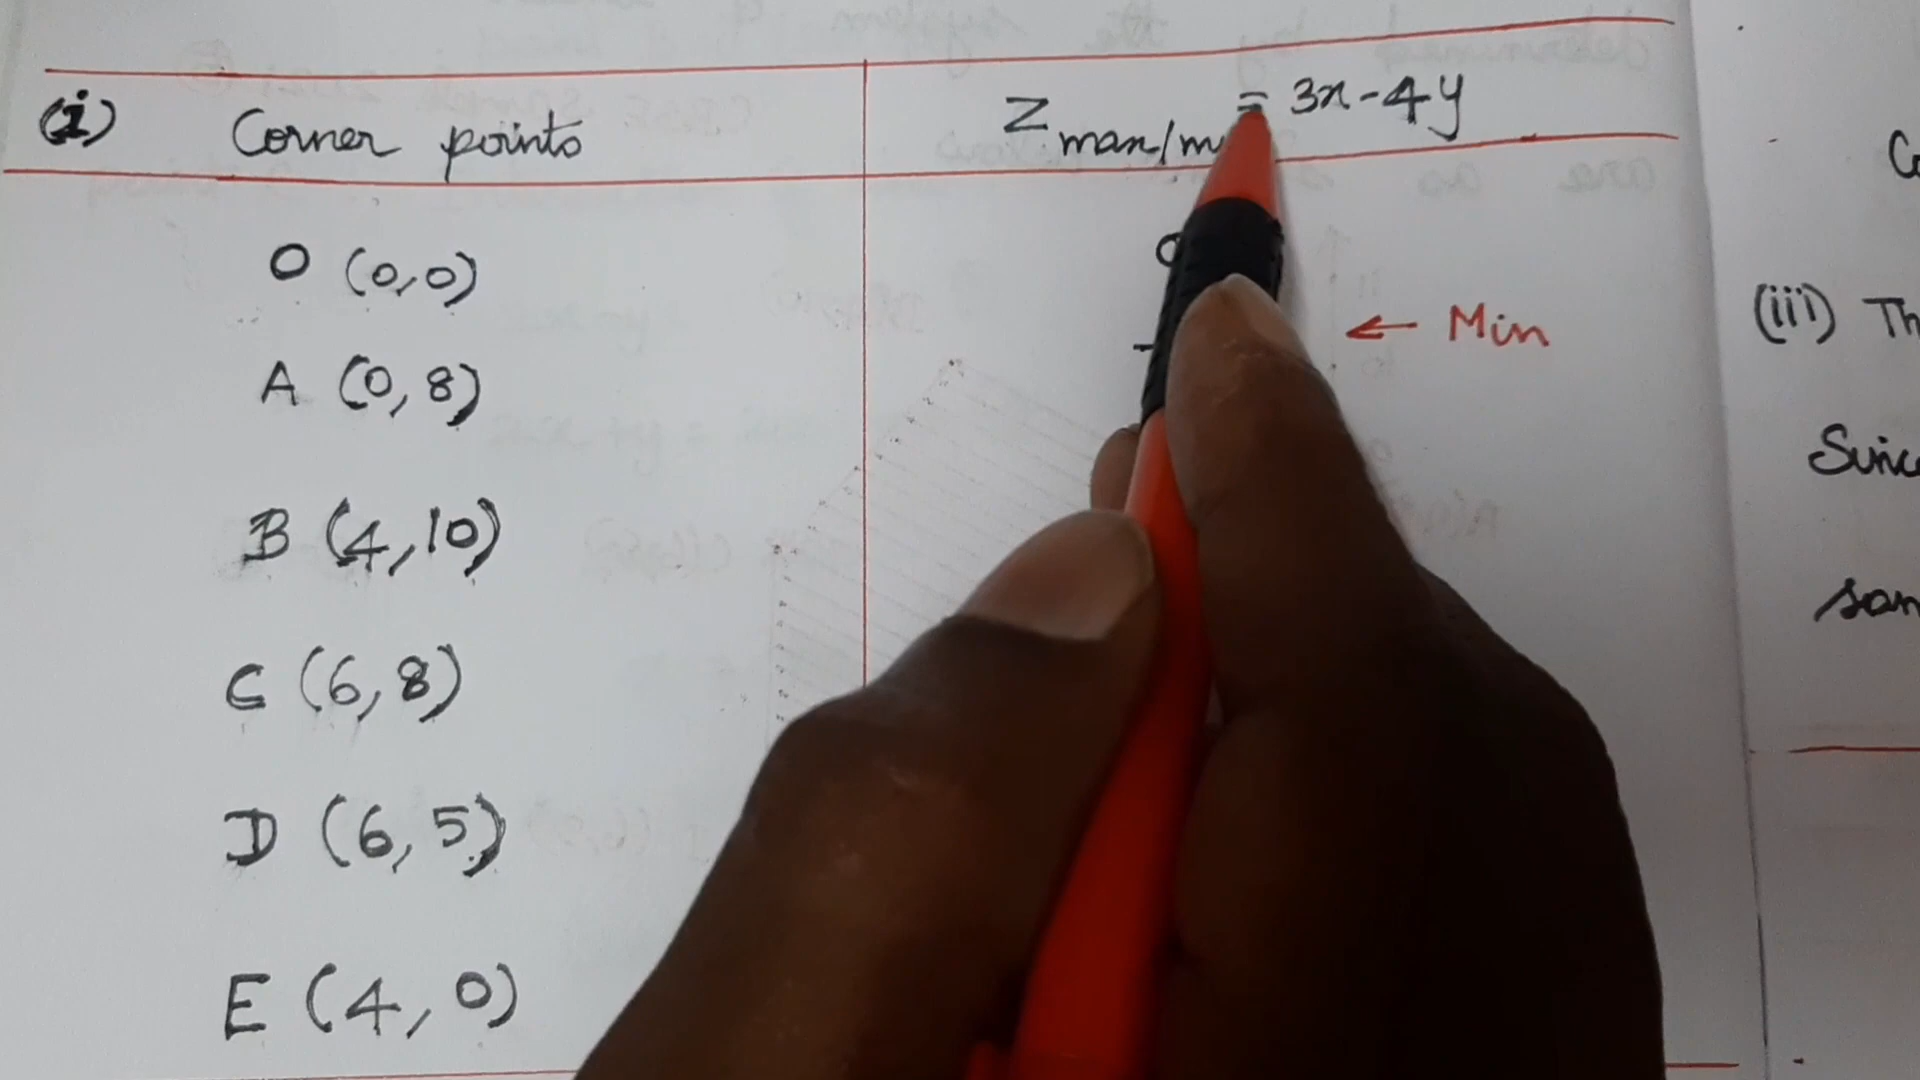 (i) Corner points Z max/m = 3x-4y
O (0,0)
← Min
A (0,8)
B (4,10)
C (6,8)
D (6,5)
E (4,0)
(iii) Th